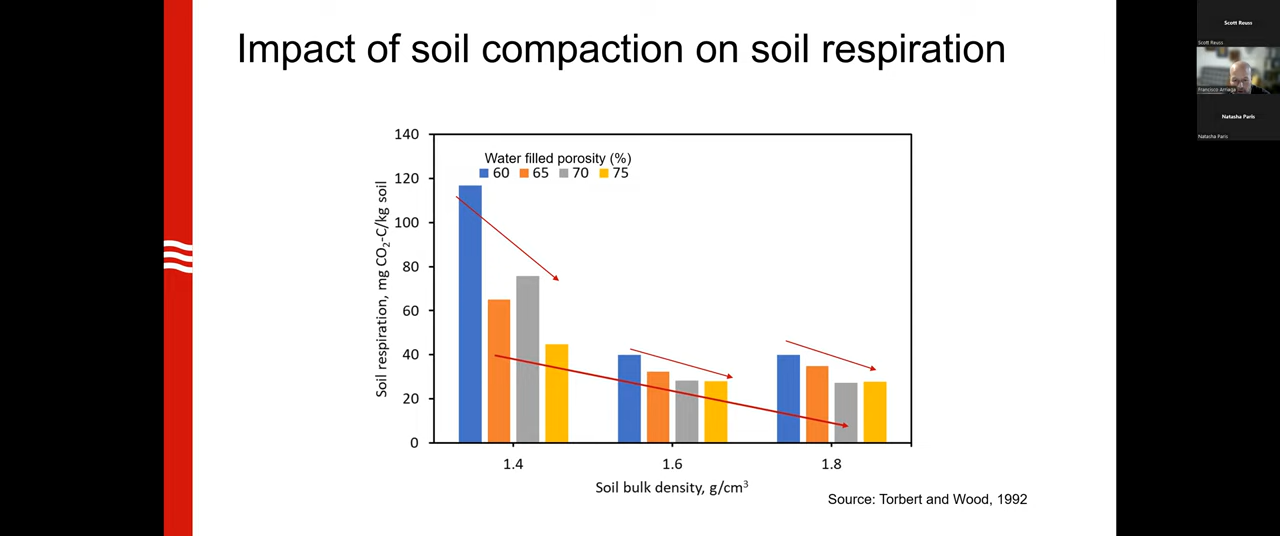 Impact of soil compaction on soil respiration
Scott Reuss
Scott Reuss
Francisco Arriaga
Natasha Paris
Natasha Paris
140
120
100
80
60
40
20
0
Soil respiration, mg CO₂-C/kg soil
Water filled porosity (%)
60 65 70 75
1.4 1.6 1.8
Soil bulk density, g/cm³
Source: Torbert and Wood, 1992